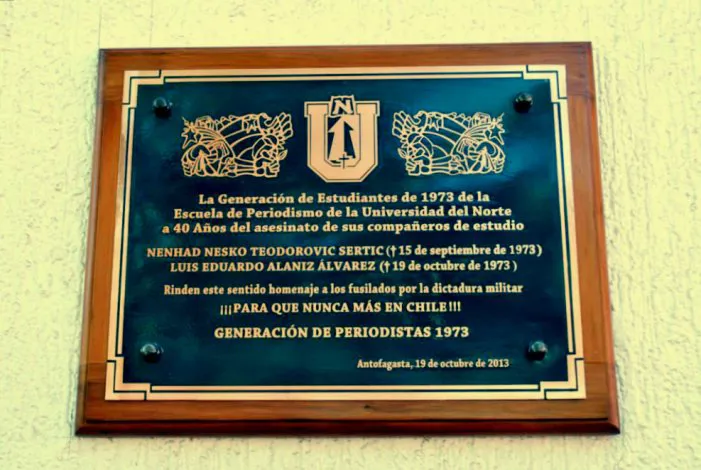 N
U
La Generación de Estudiantes de 1973 de la
Escuela de Periodismo de la Universidad del Norte
a 40 Años del asesinato de sus compañeros de estudio
NENHAD NESKO TEODOROVIC SERTIC († 15 de septiembre de 1973)
LUIS EDUARDO ALANIZ ÁLVAREZ († 19 de octubre de 1973 )
Rinden este sentido homenaje a los fusilados por la dictadura militar
¡¡¡PARA QUE NUNCA MÁS EN CHILE!!!
GENERACIÓN DE PERIODISTAS 1973
Antofagasta, 19 de octubre de 2013